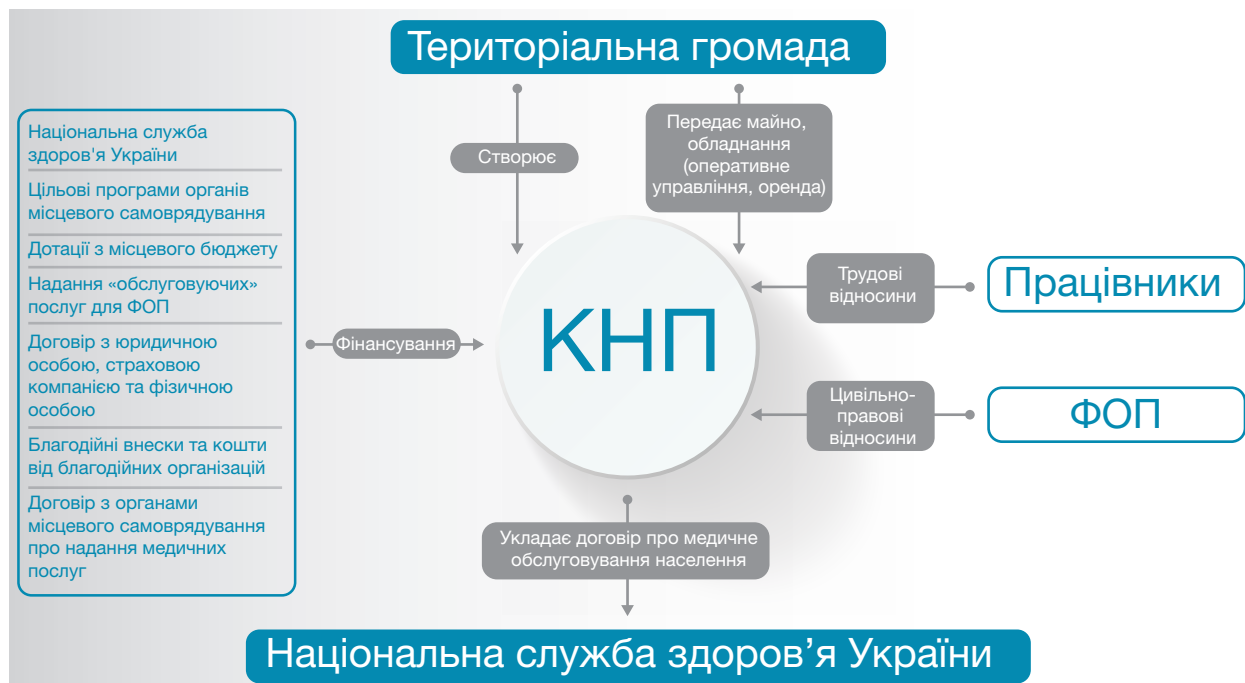 Територіальна громада
Створює
Передає майно,
обладнання
(оперативне
управління, оренда)
Національна служба
здоров'я України
Цільові програми органів
місцевого самоврядування
Дотації з місцевого бюджету
Надання «обслуговуючих»
послуг для ФОП
Договір з юридичною
особою, страховою
компанією та фізичною
особою
Благодійні внески та кошти
від благодійних організацій
Договір з органами
місцевого самоврядування
про надання медичних
послуг
Фінансування
КНП
Трудові
відносини
Працівники
Цивільно-
правові
відносини
ФОП
Укладає договір про медичне
обслуговування населення
Національна служба здоров’я України